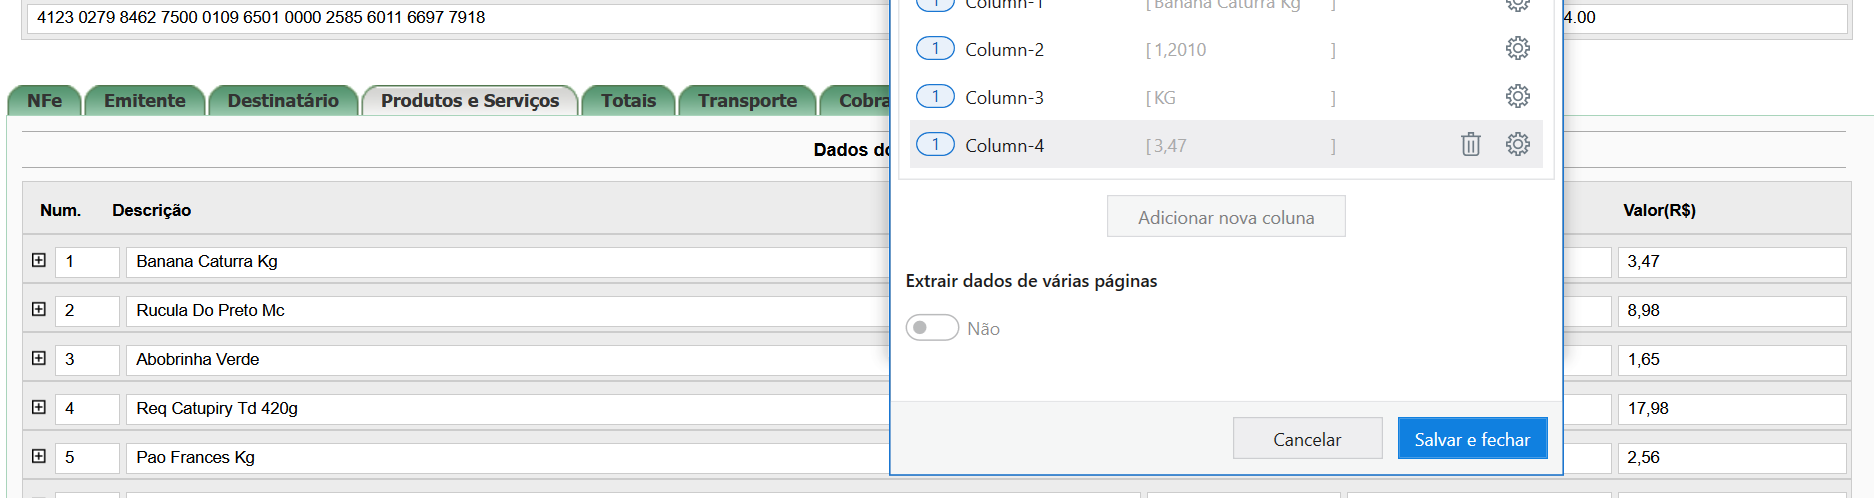 4123 0279 8462 7500 0109 6501 0000 2585 6011 6697 7918
4.00
NFe Emitente Destinatário Produtos e Serviços Totais Transporte Cobra
Dados do
Num. Descrição Valor(R$)
1 Banana Caturra Kg 3,47
2 Rucula Do Preto Mc 8,98
3 Abobrinha Verde 1,65
4 Req Catupiry Td 420g 17,98
5 Pao Frances Kg 2,56
1 Column-1 [ Banana Caturra Kg ]
1 Column-2 [ 1,2010 ]
1 Column-3 [ KG ]
1 Column-4 [ 3,47 ]
Adicionar nova coluna
Extrair dados de várias páginas
Não
Cancelar Salvar e fechar